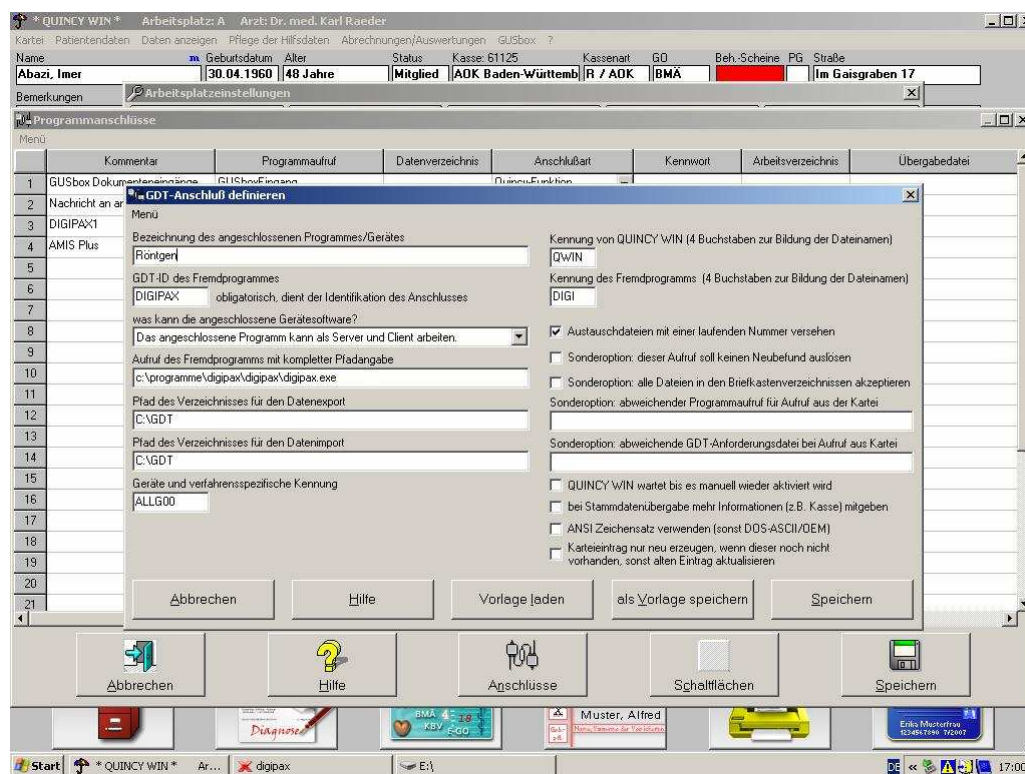 * QUINCY WIN *   Arbeitsplatz: A   Arzt: Dr. med. Karl Raeder
Kartei Patientendaten Daten anzeigen Pflege der Hilfsdaten Abrechnungen/Auswertungen GUSbox ?
Name m Geburtsdatum Alter Status Kasse: 61125 Kassenart GO Beh.-Scheine PG Straße
Abazi, Imer 30.04.1960 48 Jahre Mitglied AOK Baden-Württemb R / AOK BMÄ Im Gaisgraben 17
Bemerkungen
Arbeitsplatzeinstellungen
Programmanschlüsse
Menü
Kommentar Programmaufruf Datenverzeichnis Anschlußart Kennwort Arbeitsverzeichnis Übergabedatei
1 GUSbox Dokumenteneingänge GUSboxEingang Quincy-Funktion
2 Nachricht an ar
3 DIGIPAX1
4 AMIS Plus
5
6
7
8
9
10
11
12
13
14
15
16
17
18
19
20
21
GDT-Anschluß definieren
Menü
Bezeichnung des angeschlossenen Programmes/Gerätes
Röntgen
GDT-ID des Fremdprogrammes
DIGIPAX obligatorisch, dient der Identifikation des Anschlusses
was kann die angeschlossene Gerätesoftware?
Das angeschlossene Programm kann als Server und Client arbeiten.
Aufruf des Fremdprogramms mit kompletter Pfadangabe
c:\programme\digipax\digipax\digipax.exe
Pfad des Verzeichnisses für den Datenexport
C:\GDT
Pfad des Verzeichnisses für den Datenimport
C:\GDT
Geräte und verfahrensspezifische Kennung
ALLG00
Kennung von QUINCY WIN (4 Buchstaben zur Bildung der Dateinamen)
QWIN
Kennung des Fremdprogramms (4 Buchstaben zur Bildung der Dateinamen)
DIGI
Austauschdateien mit einer laufenden Nummer versehen
Sonderoption: dieser Aufruf soll keinen Neubefund auslösen
Sonderoption: alle Dateien in den Briefkastenverzeichnissen akzeptieren
Sonderoption: abweichender Programmaufruf für Aufruf aus der Kartei
Sonderoption: abweichende GDT-Anforderungsdatei bei Aufruf aus Kartei
QUINCY WIN wartet bis es manuell wieder aktiviert wird
bei Stammdatenübergabe mehr Informationen (z.B. Kasse) mitgeben
ANSI Zeichensatz verwenden (sonst DOS-ASCII/OEM)
Karteieintrag nur neu erzeugen, wenn dieser noch nicht
vorhanden, sonst alten Eintrag aktualisieren
Abbrechen Hilfe Vorlage laden als Vorlage speichern Speichern
Abbrechen Hilfe Anschlüsse Schaltflächen Speichern
Diagnose
BMÄ 4
18
KBV
E-GO
Muster, Alfred
Erika Musterfrau
1234567890 7/2007
Start * QUINCY WIN * Ar... digipax E:\ DE « 17:00